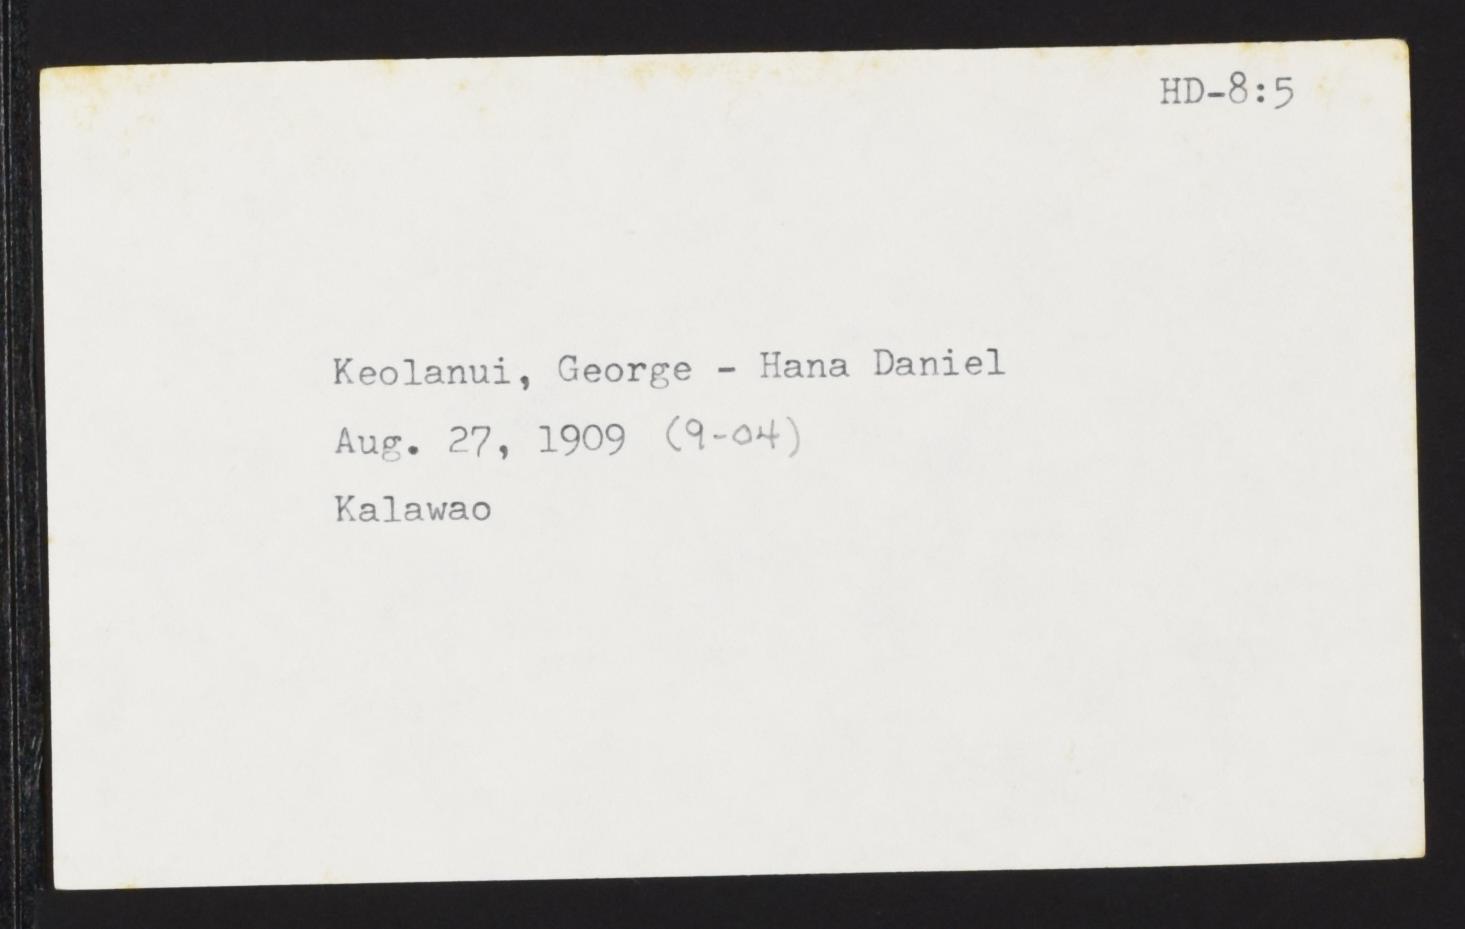 HD-8:5
Keolanui, George - Hana Daniel
Aug. 27, 1909 (9-04)
Kalawao